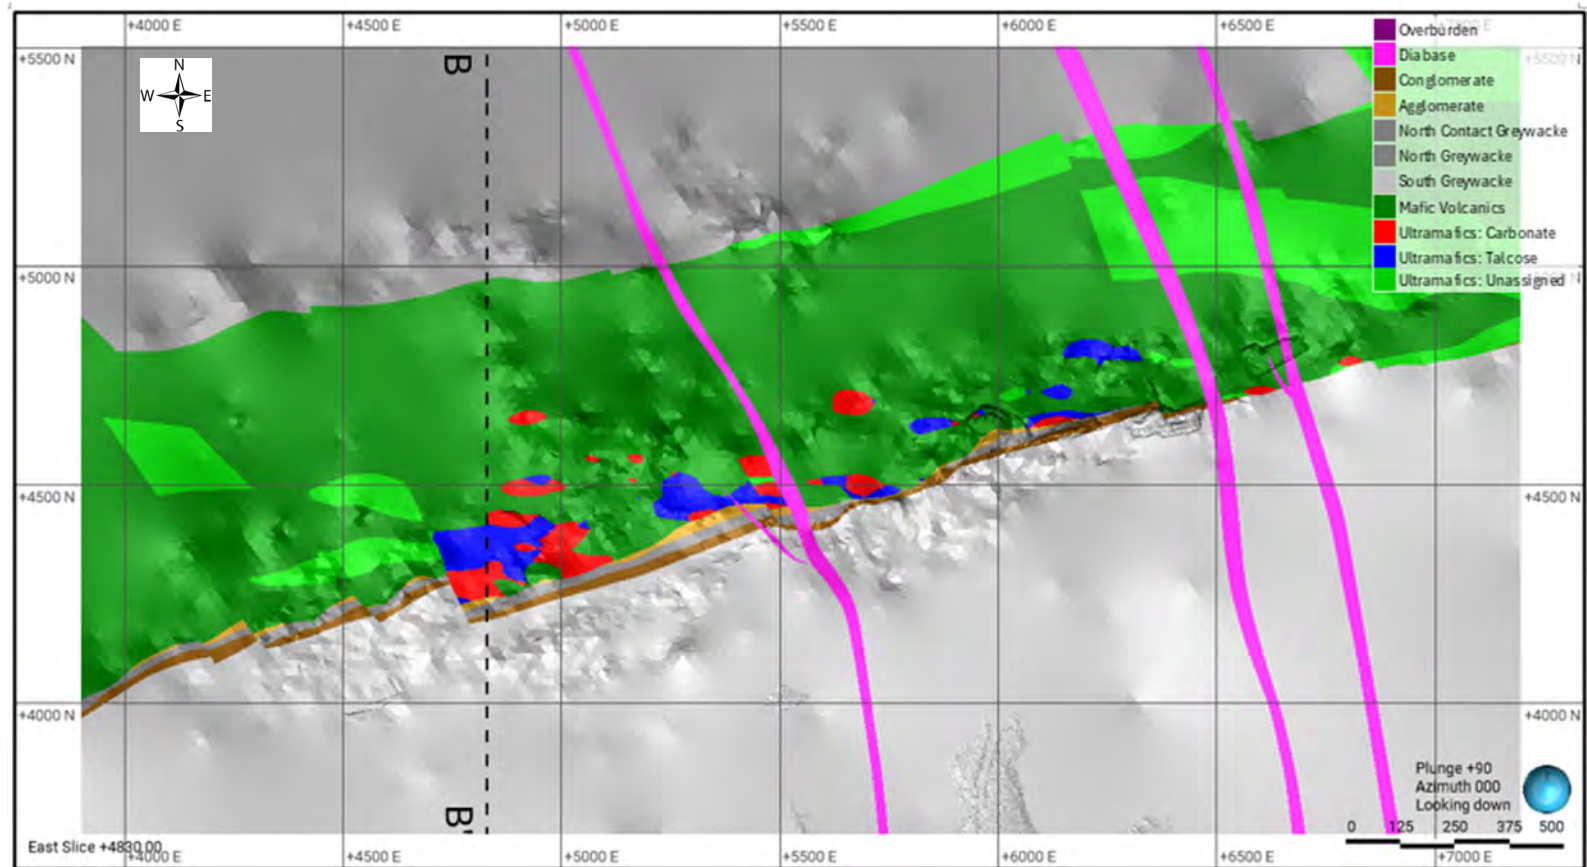 +4000 E
+4500 E
+5000 E
+5500 E
+6000 E
+6500 E
+7000 E
+5500 N
+5500 N
N
W
E
S
B
Overburden
Diabase
Conglomerate
Agglomerate
North Contact Greywacke
North Greywacke
South Greywacke
Mafic Volcanics
Ultramafics: Carbonate
Ultramafics: Talcose
Ultramafics: Unassigned
+5000 N
+4500 N
+4500 N
+4000 N
+4000 N
Plunge +90
Azimuth 000
Looking down
0 125 250 375 500
B'
East Slice +4830.00
+4000 E
+4500 E
+5000 E
+5500 E
+6000 E
+6500 E
+7000 E